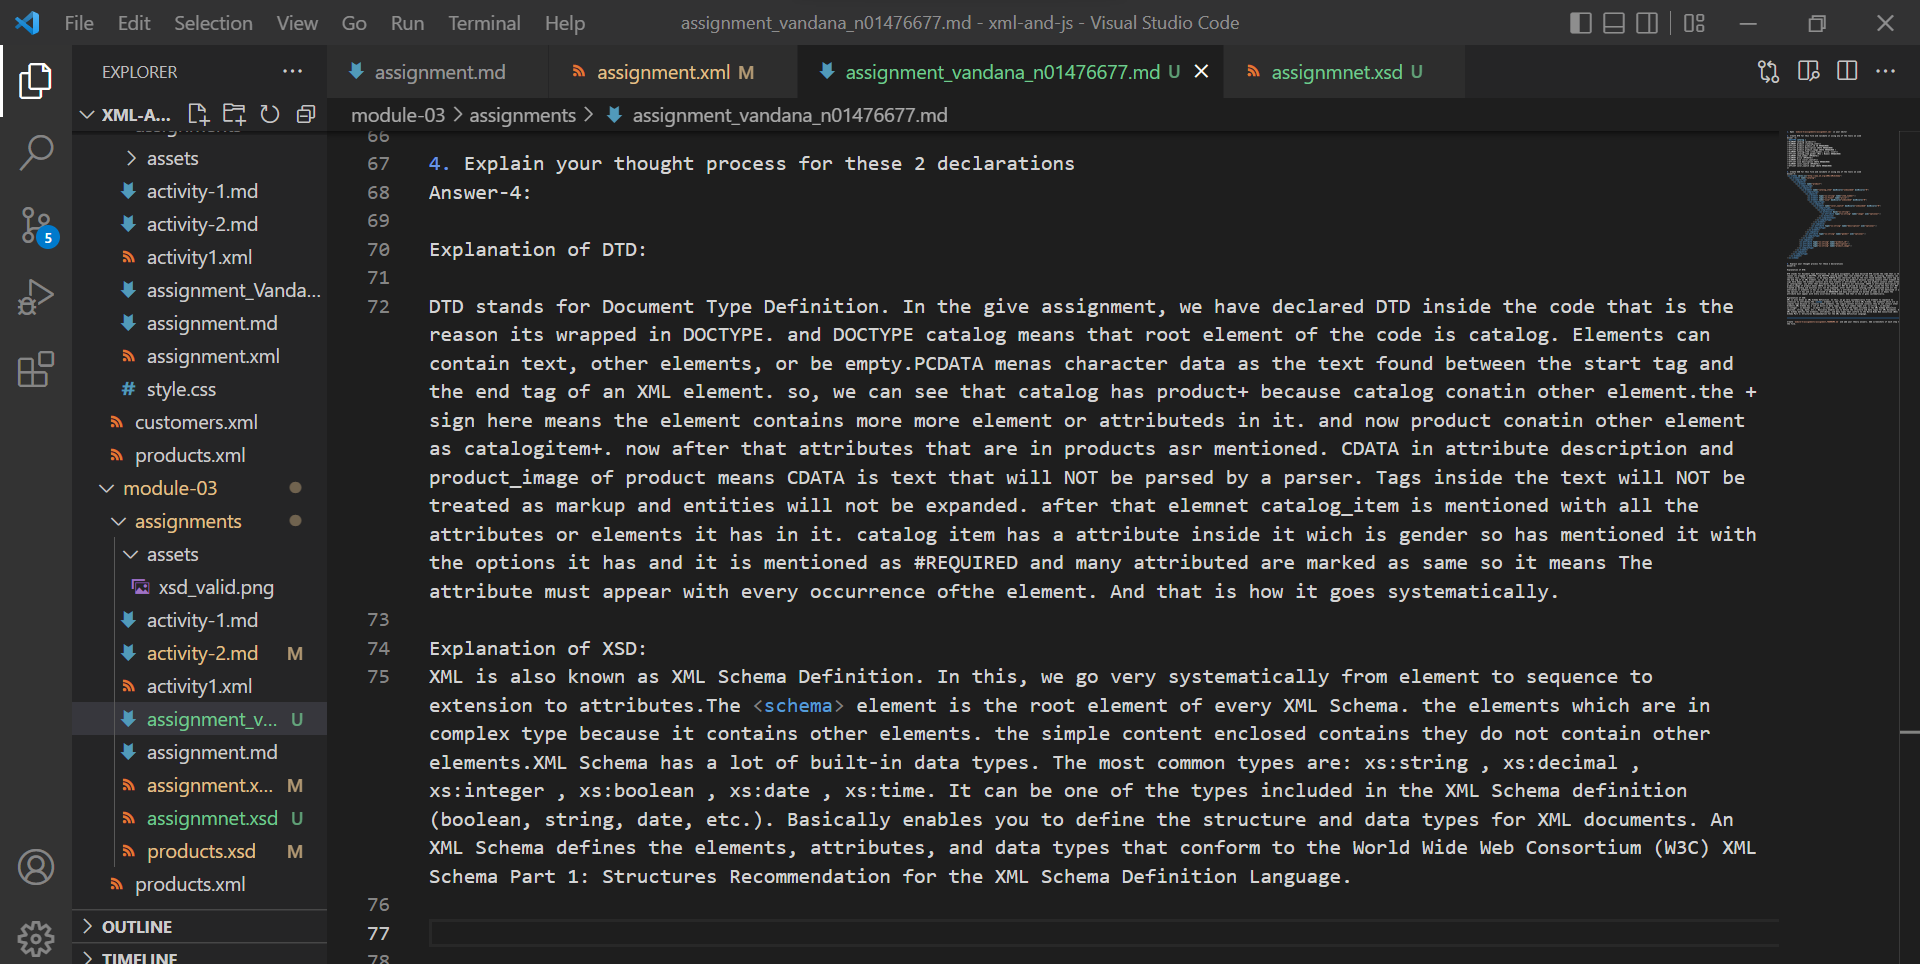 File Edit Selection View Go Run Terminal Help assignment_vandana_n01476677.md - xml-and-js - Visual Studio Code
EXPLORER
assignment.md
assignment.xml M
assignment_vandana_n01476677.md U
assignmnet.xsd U
XML-A...
module-03 > assignments > assignment_vandana_n01476677.md
assets
activity-1.md
activity-2.md
activity1.xml
assignment_Vanda...
assignment.md
assignment.xml
# style.css
customers.xml
products.xml
module-03
assignments
assets
xsd_valid.png
activity-1.md
activity-2.md M
activity1.xml
assignment_v... U
assignment.md
assignment.x... M
assignmnet.xsd U
products.xsd M
products.xml
OUTLINE
TIMELINE
5
66
67 4. Explain your thought process for these 2 declarations
68 Answer-4:
69
70 Explanation of DTD:
71
72 DTD stands for Document Type Definition. In the give assignment, we have declared DTD inside the code that is the
reason its wrapped in DOCTYPE. and DOCTYPE catalog means that root element of the code is catalog. Elements can
contain text, other elements, or be empty.PCDATA menas character data as the text found between the start tag and
the end tag of an XML element. so, we can see that catalog has product+ because catalog conatin other element.the +
sign here means the element contains more more element or attributeds in it. and now product conatin other element
as catalogitem+. now after that attributes that are in products asr mentioned. CDATA in attribute description and
product_image of product means CDATA is text that will NOT be parsed by a parser. Tags inside the text will NOT be
treated as markup and entities will not be expanded. after that elemnet catalog_item is mentioned with all the
attributes or elements it has in it. catalog item has a attribute inside it wich is gender so has mentioned it with
the options it has and it is mentioned as #REQUIRED and many attributed are marked as same so it means The
attribute must appear with every occurrence ofthe element. And that is how it goes systematically.
73
74 Explanation of XSD:
75 XML is also known as XML Schema Definition. In this, we go very systematically from element to sequence to
extension to attributes.The <schema> element is the root element of every XML Schema. the elements which are in
complex type because it contains other elements. the simple content enclosed contains they do not contain other
elements.XML Schema has a lot of built-in data types. The most common types are: xs:string , xs:decimal ,
xs:integer , xs:boolean , xs:date , xs:time. It can be one of the types included in the XML Schema definition
(boolean, string, date, etc.). Basically enables you to define the structure and data types for XML documents. An
XML Schema defines the elements, attributes, and data types that conform to the World Wide Web Consortium (W3C) XML
Schema Part 1: Structures Recommendation for the XML Schema Definition Language.
76
77
78